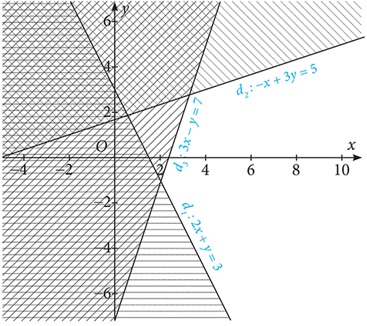 y
6
4
2
O
x
-4
-2
2
4
6
8
10
-2
-4
-6
d₂: -x + 3y = 5
d₃: 3x - y = 7
d₁: 2x + y = 3